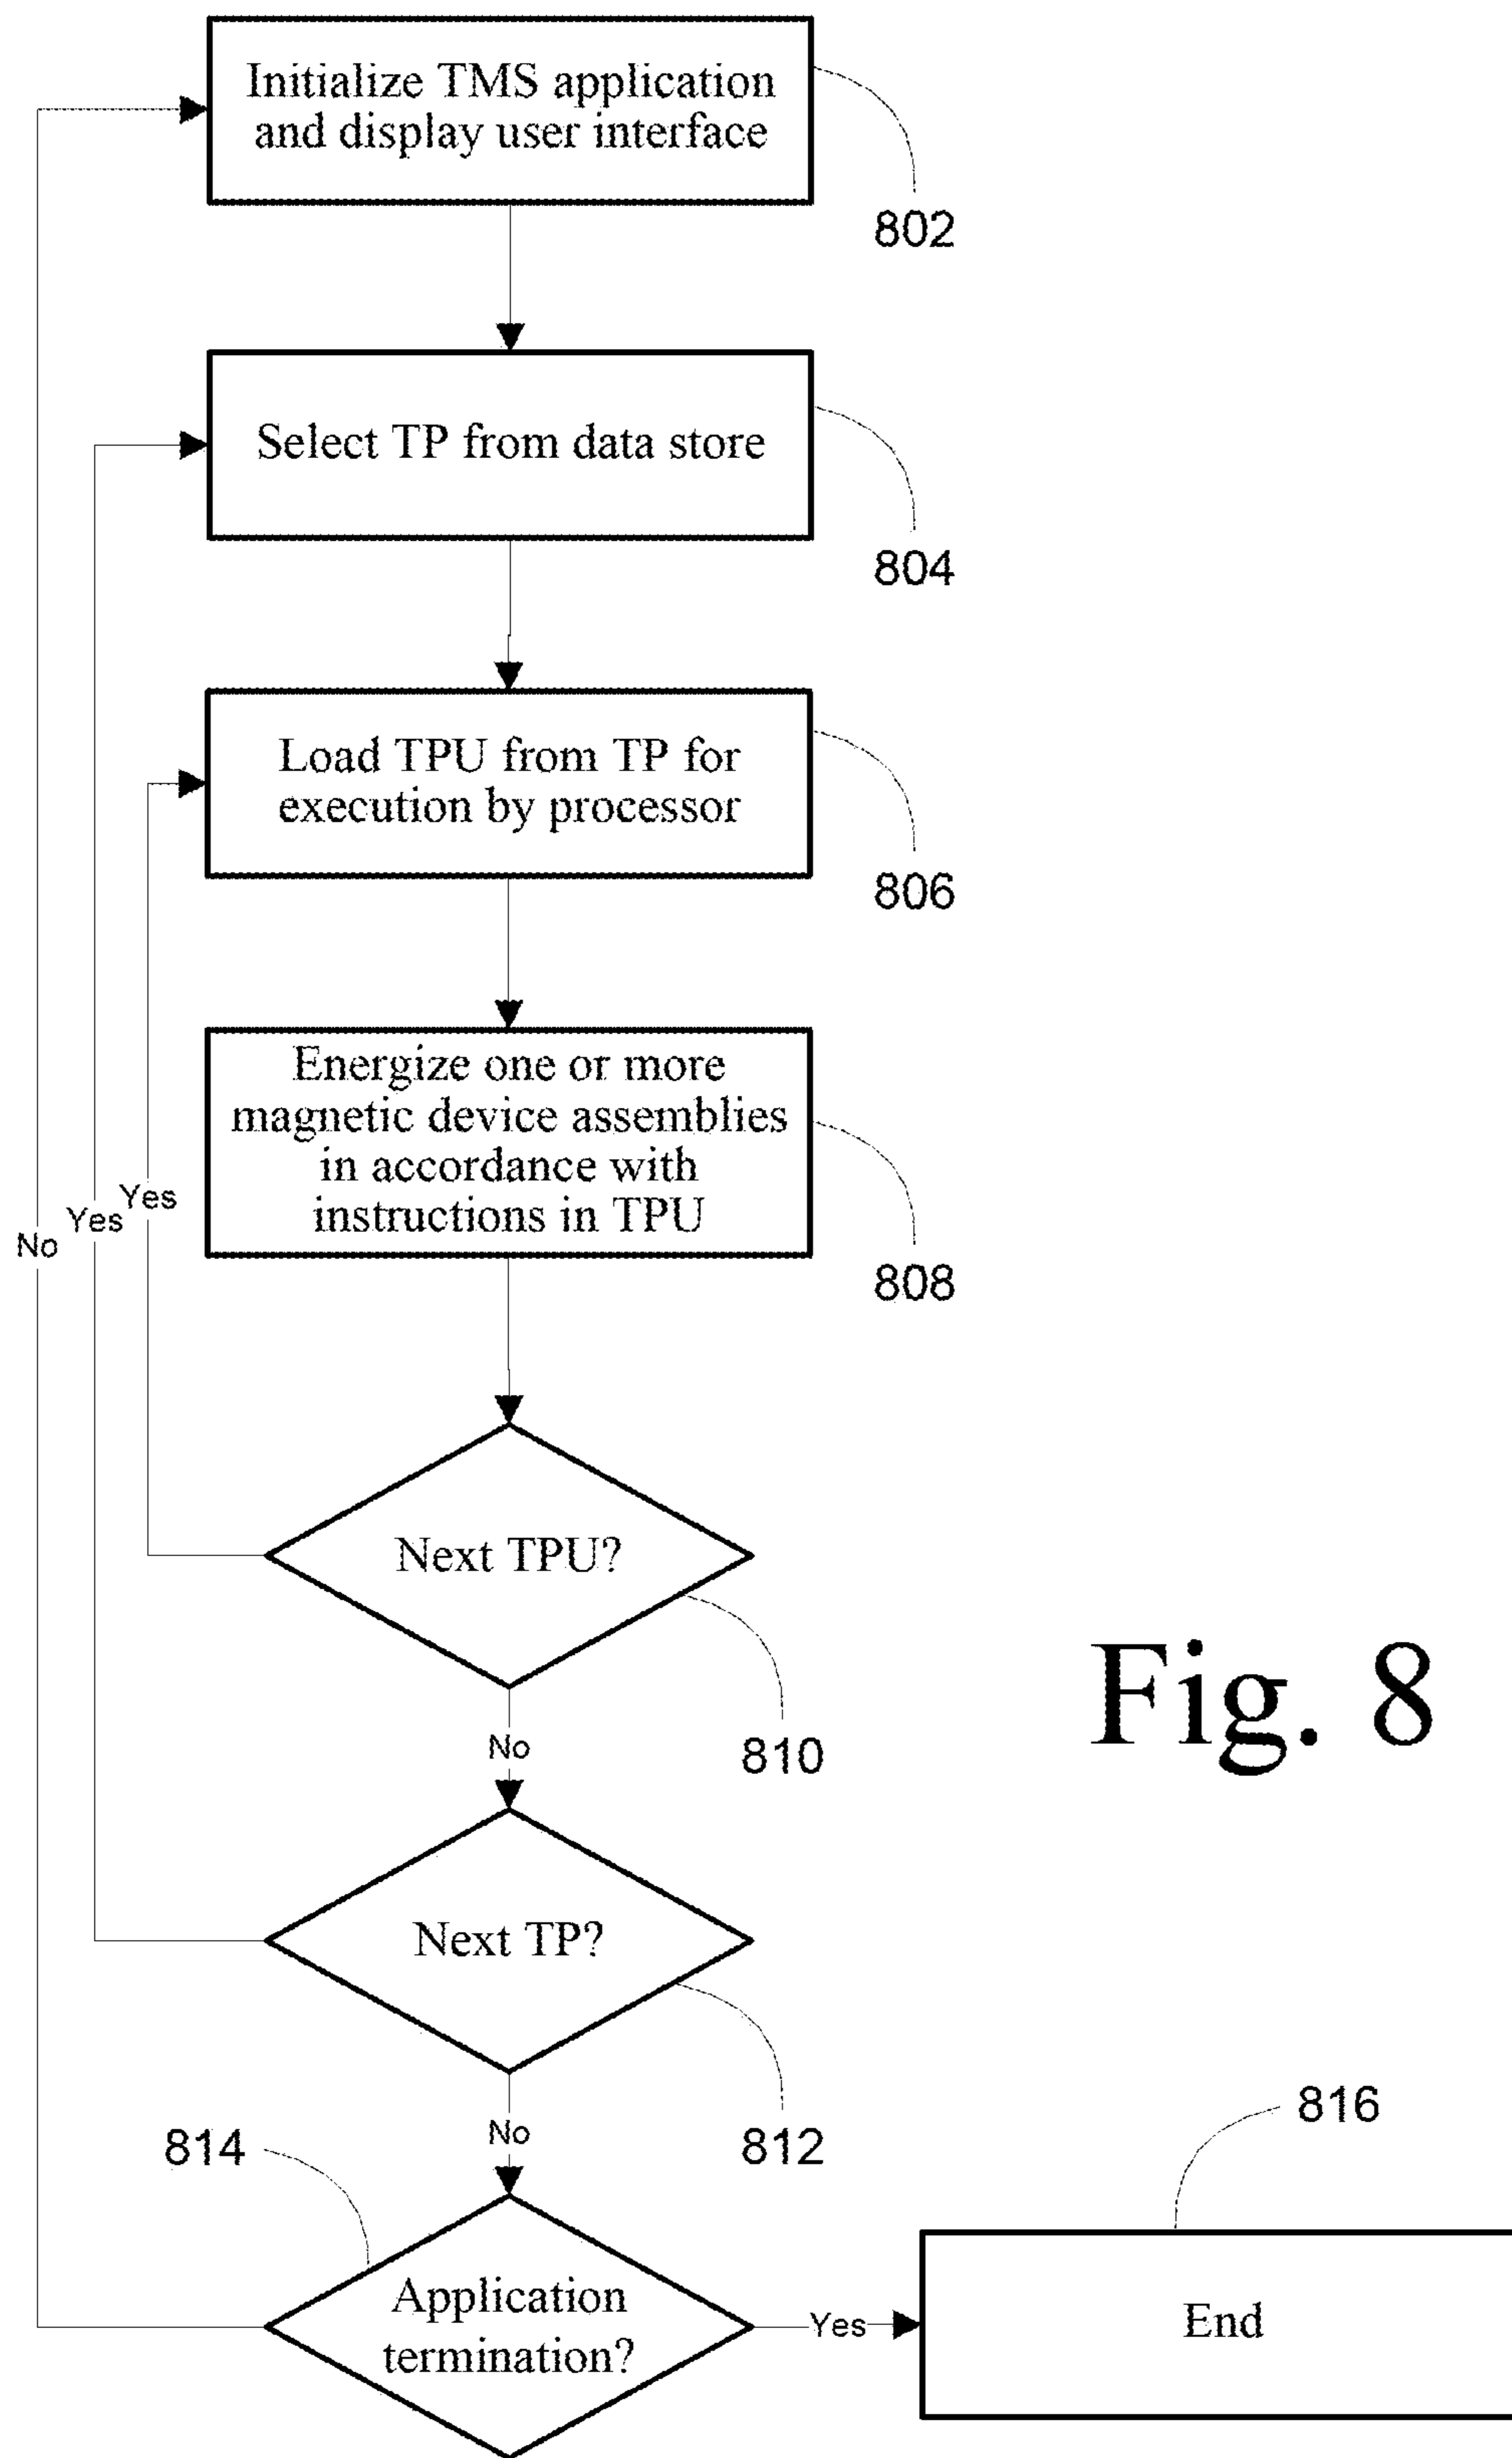 Initialize TMS application
and display user interface
802
Select TP from data store
804
Load TPU from TP for
execution by processor
806
Energize one or more
magnetic device assemblies
in accordance with
instructions in TPU
808
Yes
Yes
No
Next TPU?
810
No
Fig. 8
Next TP?
812
No
814
816
Application
termination?
Yes
End